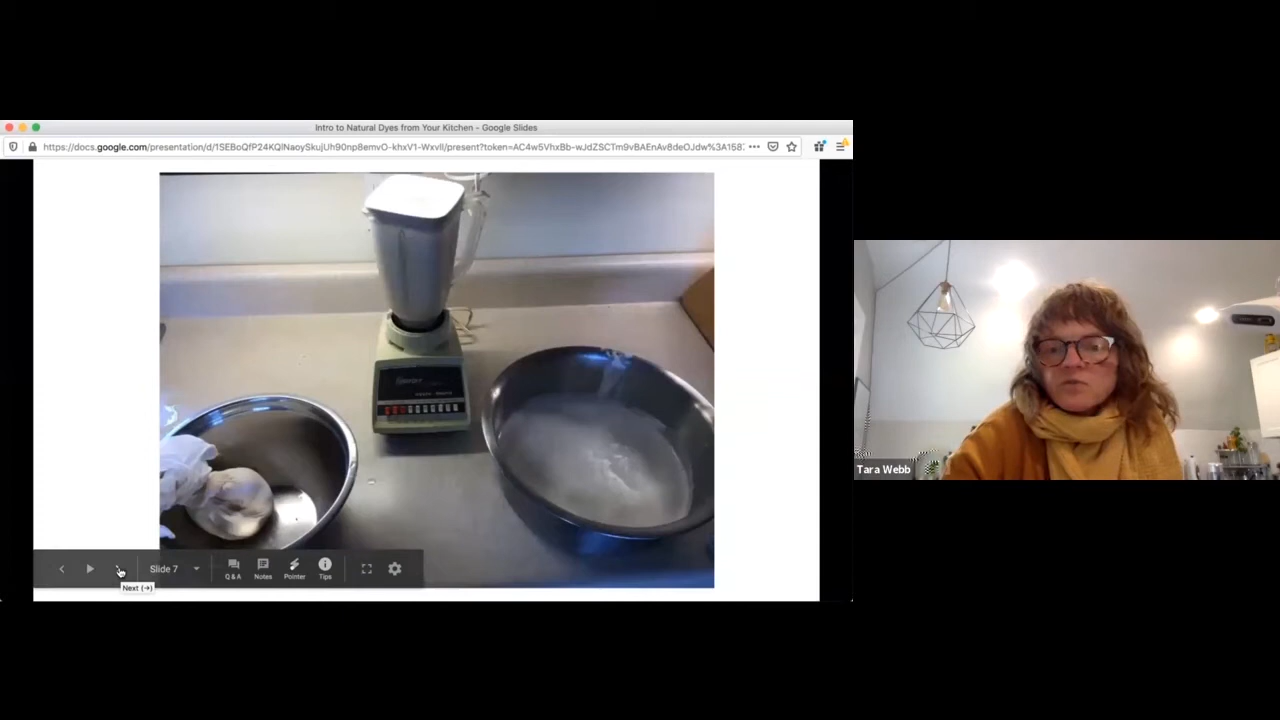 Intro to Natural Dyes from Your Kitchen - Google Slides
Tara Webb
Slide 7
Q & A
Notes
Pointer
Tips
Next (→)